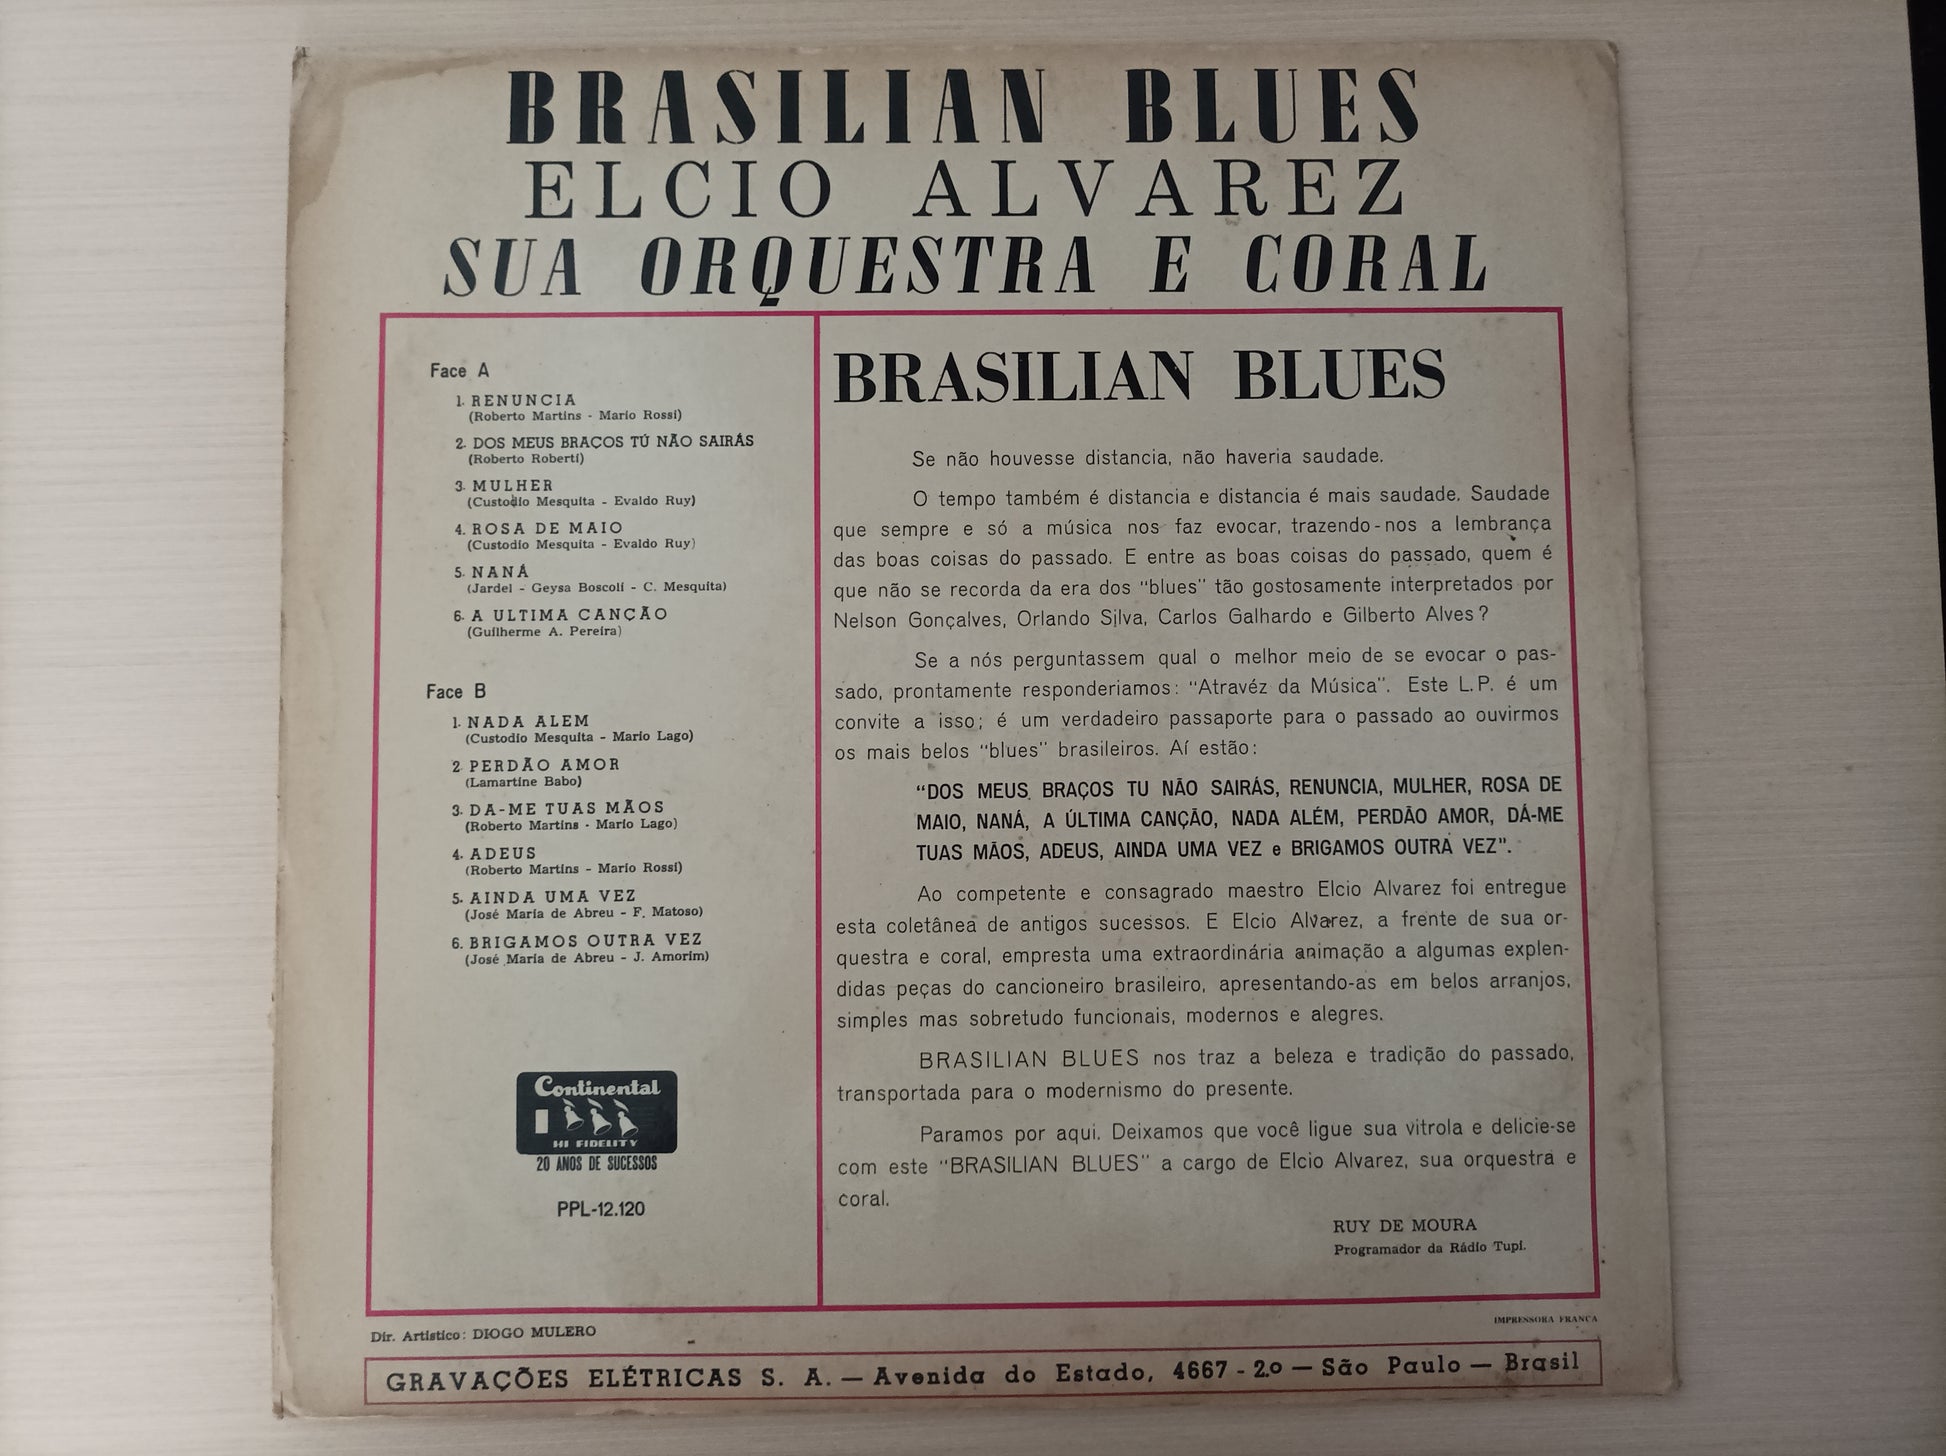 BRASILIAN BLUES
ELCIO ALVAREZ
SUA ORQUESTRA E CORAL
Face A
1. RENUNCIA
(Roberto Martins - Mario Rossi)
2. DOS MEUS BRAÇOS TÚ NÃO SAIRÁS
(Roberto Roberti)
3. MULHER
(Custodio Mesquita - Evaldo Ruy)
4. ROSA DE MAIO
(Custodio Mesquita - Evaldo Ruy)
5. NANÁ
(Jardel - Geysa Boscoli - C. Mesquita)
6. A ULTIMA CANÇÃO
(Guilherme A. Pereira)
Face B
1. NADA ALEM
(Custodio Mesquita - Mario Lago)
2. PERDÃO AMOR
(Lamartine Babo)
3. DA-ME TUAS MÃOS
(Roberto Martins - Mario Lago)
4. ADEUS
(Roberto Martins - Mario Rossi)
5. AINDA UMA VEZ
(José Maria de Abreu - F. Matoso)
6. BRIGAMOS OUTRA VEZ
(José Maria de Abreu - J. Amorim)
Continental
HI FIDELITY
20 ANOS DE SUCESSOS
PPL-12.120
BRASILIAN BLUES
Se não houvesse distancia, não haveria saudade.
O tempo também é distancia e distancia é mais saudade. Saudade
que sempre e só a música nos faz evocar, trazendo-nos a lembrança
das boas coisas do passado. E entre as boas coisas do passado, quem é
que não se recorda da era dos "blues" tão gostosamente interpretados por
Nelson Gonçalves, Orlando Silva, Carlos Galhardo e Gilberto Alves?
Se a nós perguntassem qual o melhor meio de se evocar o pas-
sado, prontamente responderiamos: "Atravéz da Música". Este L.P. é um
convite a isso; é um verdadeiro passaporte para o passado ao ouvirmos
os mais belos "blues" brasileiros. Aí estão:
"DOS MEUS BRAÇOS TU NÃO SAIRÁS, RENUNCIA, MULHER, ROSA DE
MAIO, NANÁ, A ÚLTIMA CANÇÃO, NADA ALÉM, PERDÃO AMOR, DÁ-ME
TUAS MÃOS, ADEUS, AINDA UMA VEZ e BRIGAMOS OUTRA VEZ".
Ao competente e consagrado maestro Elcio Alvarez foi entregue
esta coletânea de antigos sucessos. E Elcio Alvarez, a frente de sua or-
questra e coral, empresta uma extraordinária animação a algumas explen-
didas peças do cancioneiro brasileiro, apresentando-as em belos arranjos,
simples mas sobretudo funcionais, modernos e alegres.
BRASILIAN BLUES nos traz a beleza e tradição do passado,
transportada para o modernismo do presente.
Paramos por aqui. Deixamos que você ligue sua vitrola e delicie-se
com este "BRASILIAN BLUES" a cargo de Elcio Alvarez, sua orquestra e
coral.
RUY DE MOURA
Programador da Rádio Tupi.
Dir. Artistico: DIOGO MULERO
IMPRESSORA FRANCA
GRAVAÇÕES ELÉTRICAS S. A. — Avenida do Estado, 4667 - 2.o — São Paulo — Brasil